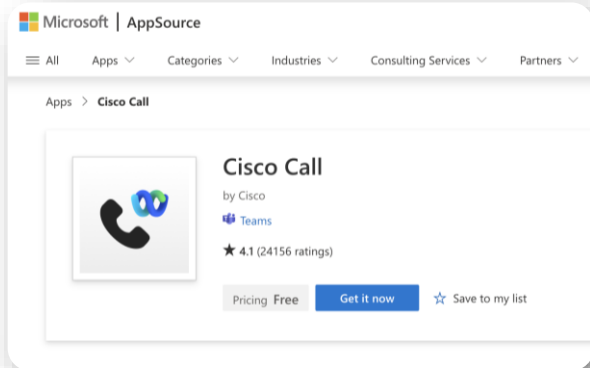 Microsoft | AppSource
All Apps Categories Industries Consulting Services Partners
Apps > Cisco Call
Cisco Call
by Cisco
Teams
★ 4.1 (24156 ratings)
Pricing Free Get it now ☆ Save to my list